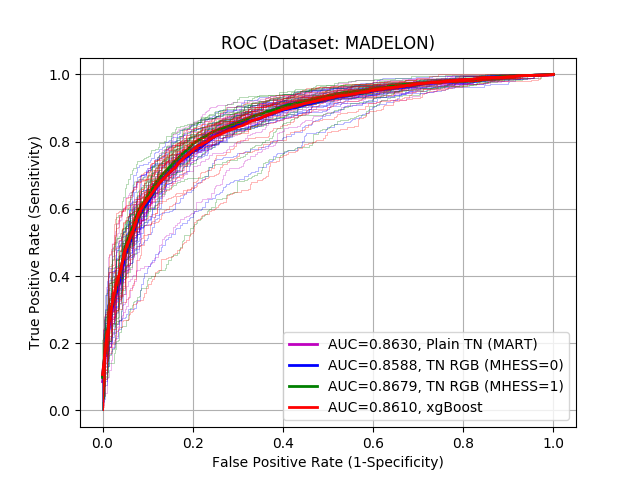 ROC (Dataset: MADELON)
True Positive Rate (Sensitivity)
1.0
0.8
0.6
0.4
0.2
0.0
AUC=0.8630, Plain TN (MART)
AUC=0.8588, TN RGB (MHESS=0)
AUC=0.8679, TN RGB (MHESS=1)
AUC=0.8610, xgBoost
0.0 0.2 0.4 0.6 0.8 1.0
False Positive Rate (1-Specificity)